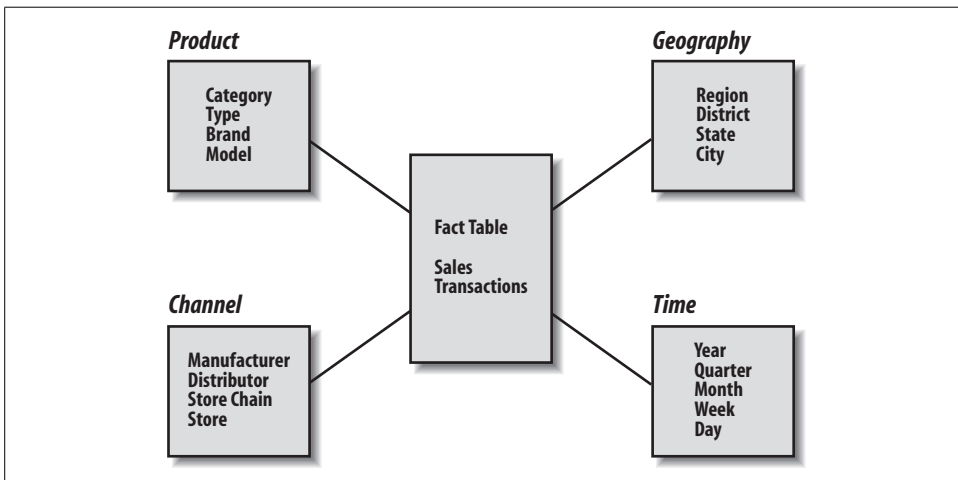 Product
Category
Type
Brand
Model
Geography
Region
District
State
City
Fact Table
Sales
Transactions
Channel
Manufacturer
Distributor
Store Chain
Store
Time
Year
Quarter
Month
Week
Day